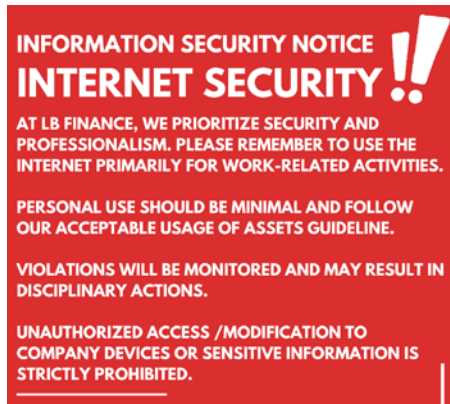 INFORMATION SECURITY NOTICE
INTERNET SECURITY
AT LB FINANCE, WE PRIORITIZE SECURITY AND
PROFESSIONALISM. PLEASE REMEMBER TO USE THE
INTERNET PRIMARILY FOR WORK-RELATED ACTIVITIES.
PERSONAL USE SHOULD BE MINIMAL AND FOLLOW
OUR ACCEPTABLE USAGE OF ASSETS GUIDELINE.
VIOLATIONS WILL BE MONITORED AND MAY RESULT IN
DISCIPLINARY ACTIONS.
UNAUTHORIZED ACCESS /MODIFICATION TO
COMPANY DEVICES OR SENSITIVE INFORMATION IS
STRICTLY PROHIBITED.